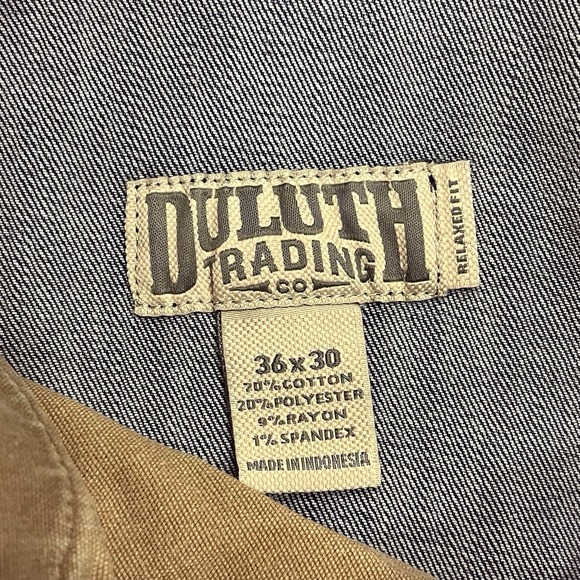 DULUTH
TRADING
CO
RELAXED FIT
36 x 30
70% COTTON
20% POLYESTER
9% RAYON
1% SPANDEX
MADE IN INDONESIA